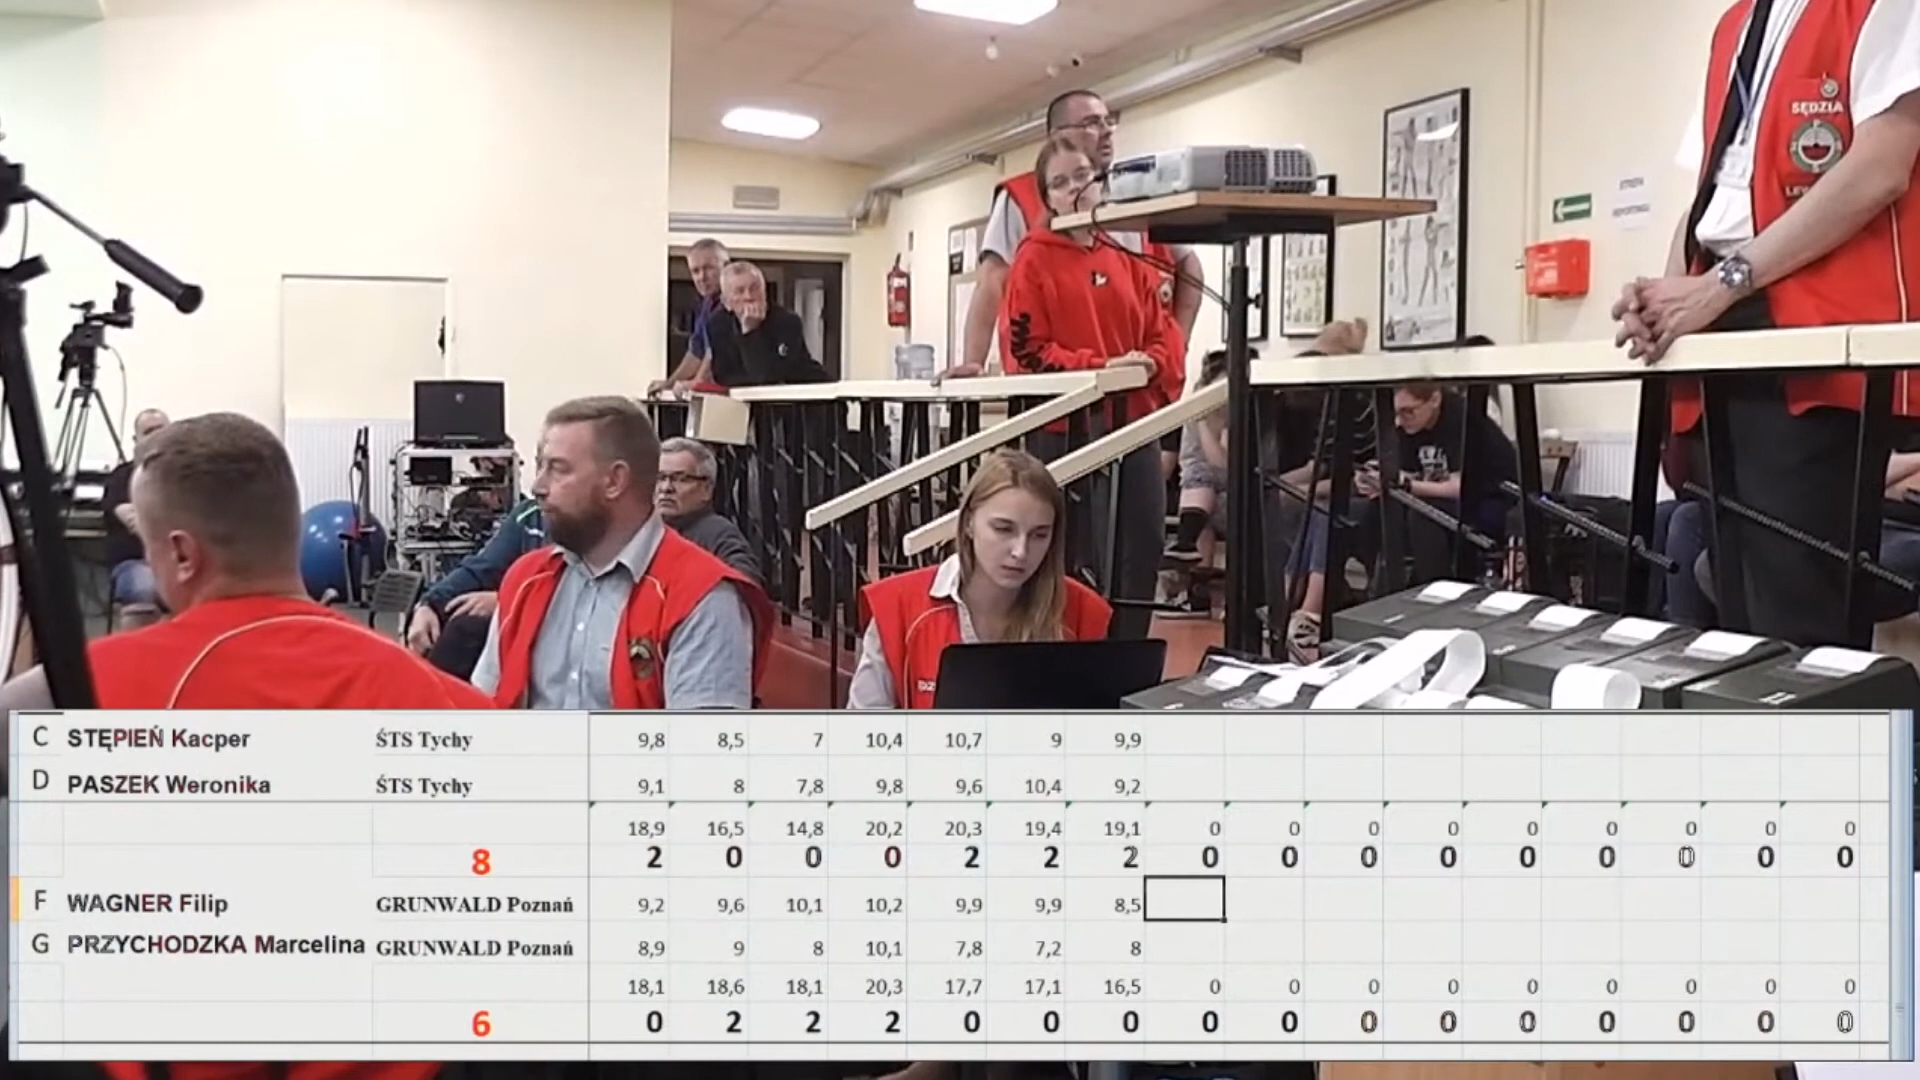 SĘDZIA
C STĘPIEŃ Kacper ŚTS Tychy 9,8 8,5 7 10,4 10,7 9 9,9
D PASZEK Weronika ŚTS Tychy 9,1 8 7,8 9,8 9,6 10,4 9,2
18,9 16,5 14,8 20,2 20,3 19,4 19,1 0 0 0 0 0 0 0 0 0
8 2 0 0 0 2 2 2 0 0 0 0 0 0 0 0 0
F WAGNER Filip GRUNWALD Poznań 9,2 9,6 10,1 10,2 9,9 9,9 8,5
G PRZYCHODZKA Marcelina GRUNWALD Poznań 8,9 9 8 10,1 7,8 7,2 8
18,1 18,6 18,1 20,3 17,7 17,1 16,5 0 0 0 0 0 0 0 0 0
6 0 2 2 2 0 0 0 0 0 0 0 0 0 0 0 0